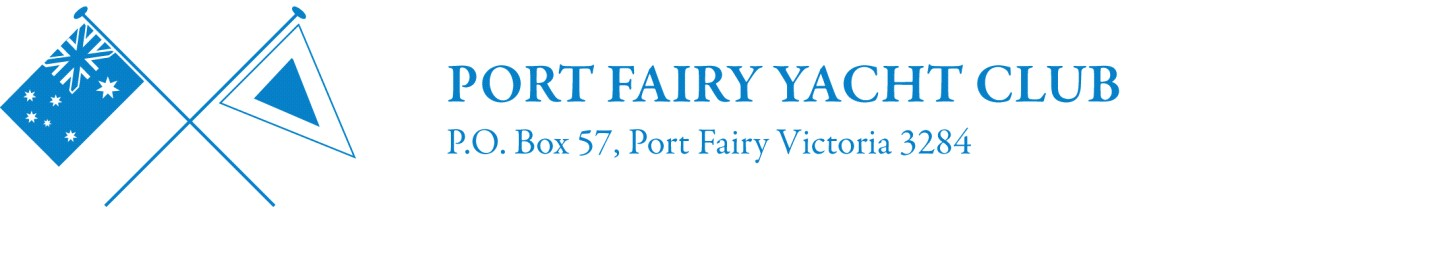 PORT FAIRY YACHT CLUB
P.O. Box 57, Port Fairy Victoria 3284